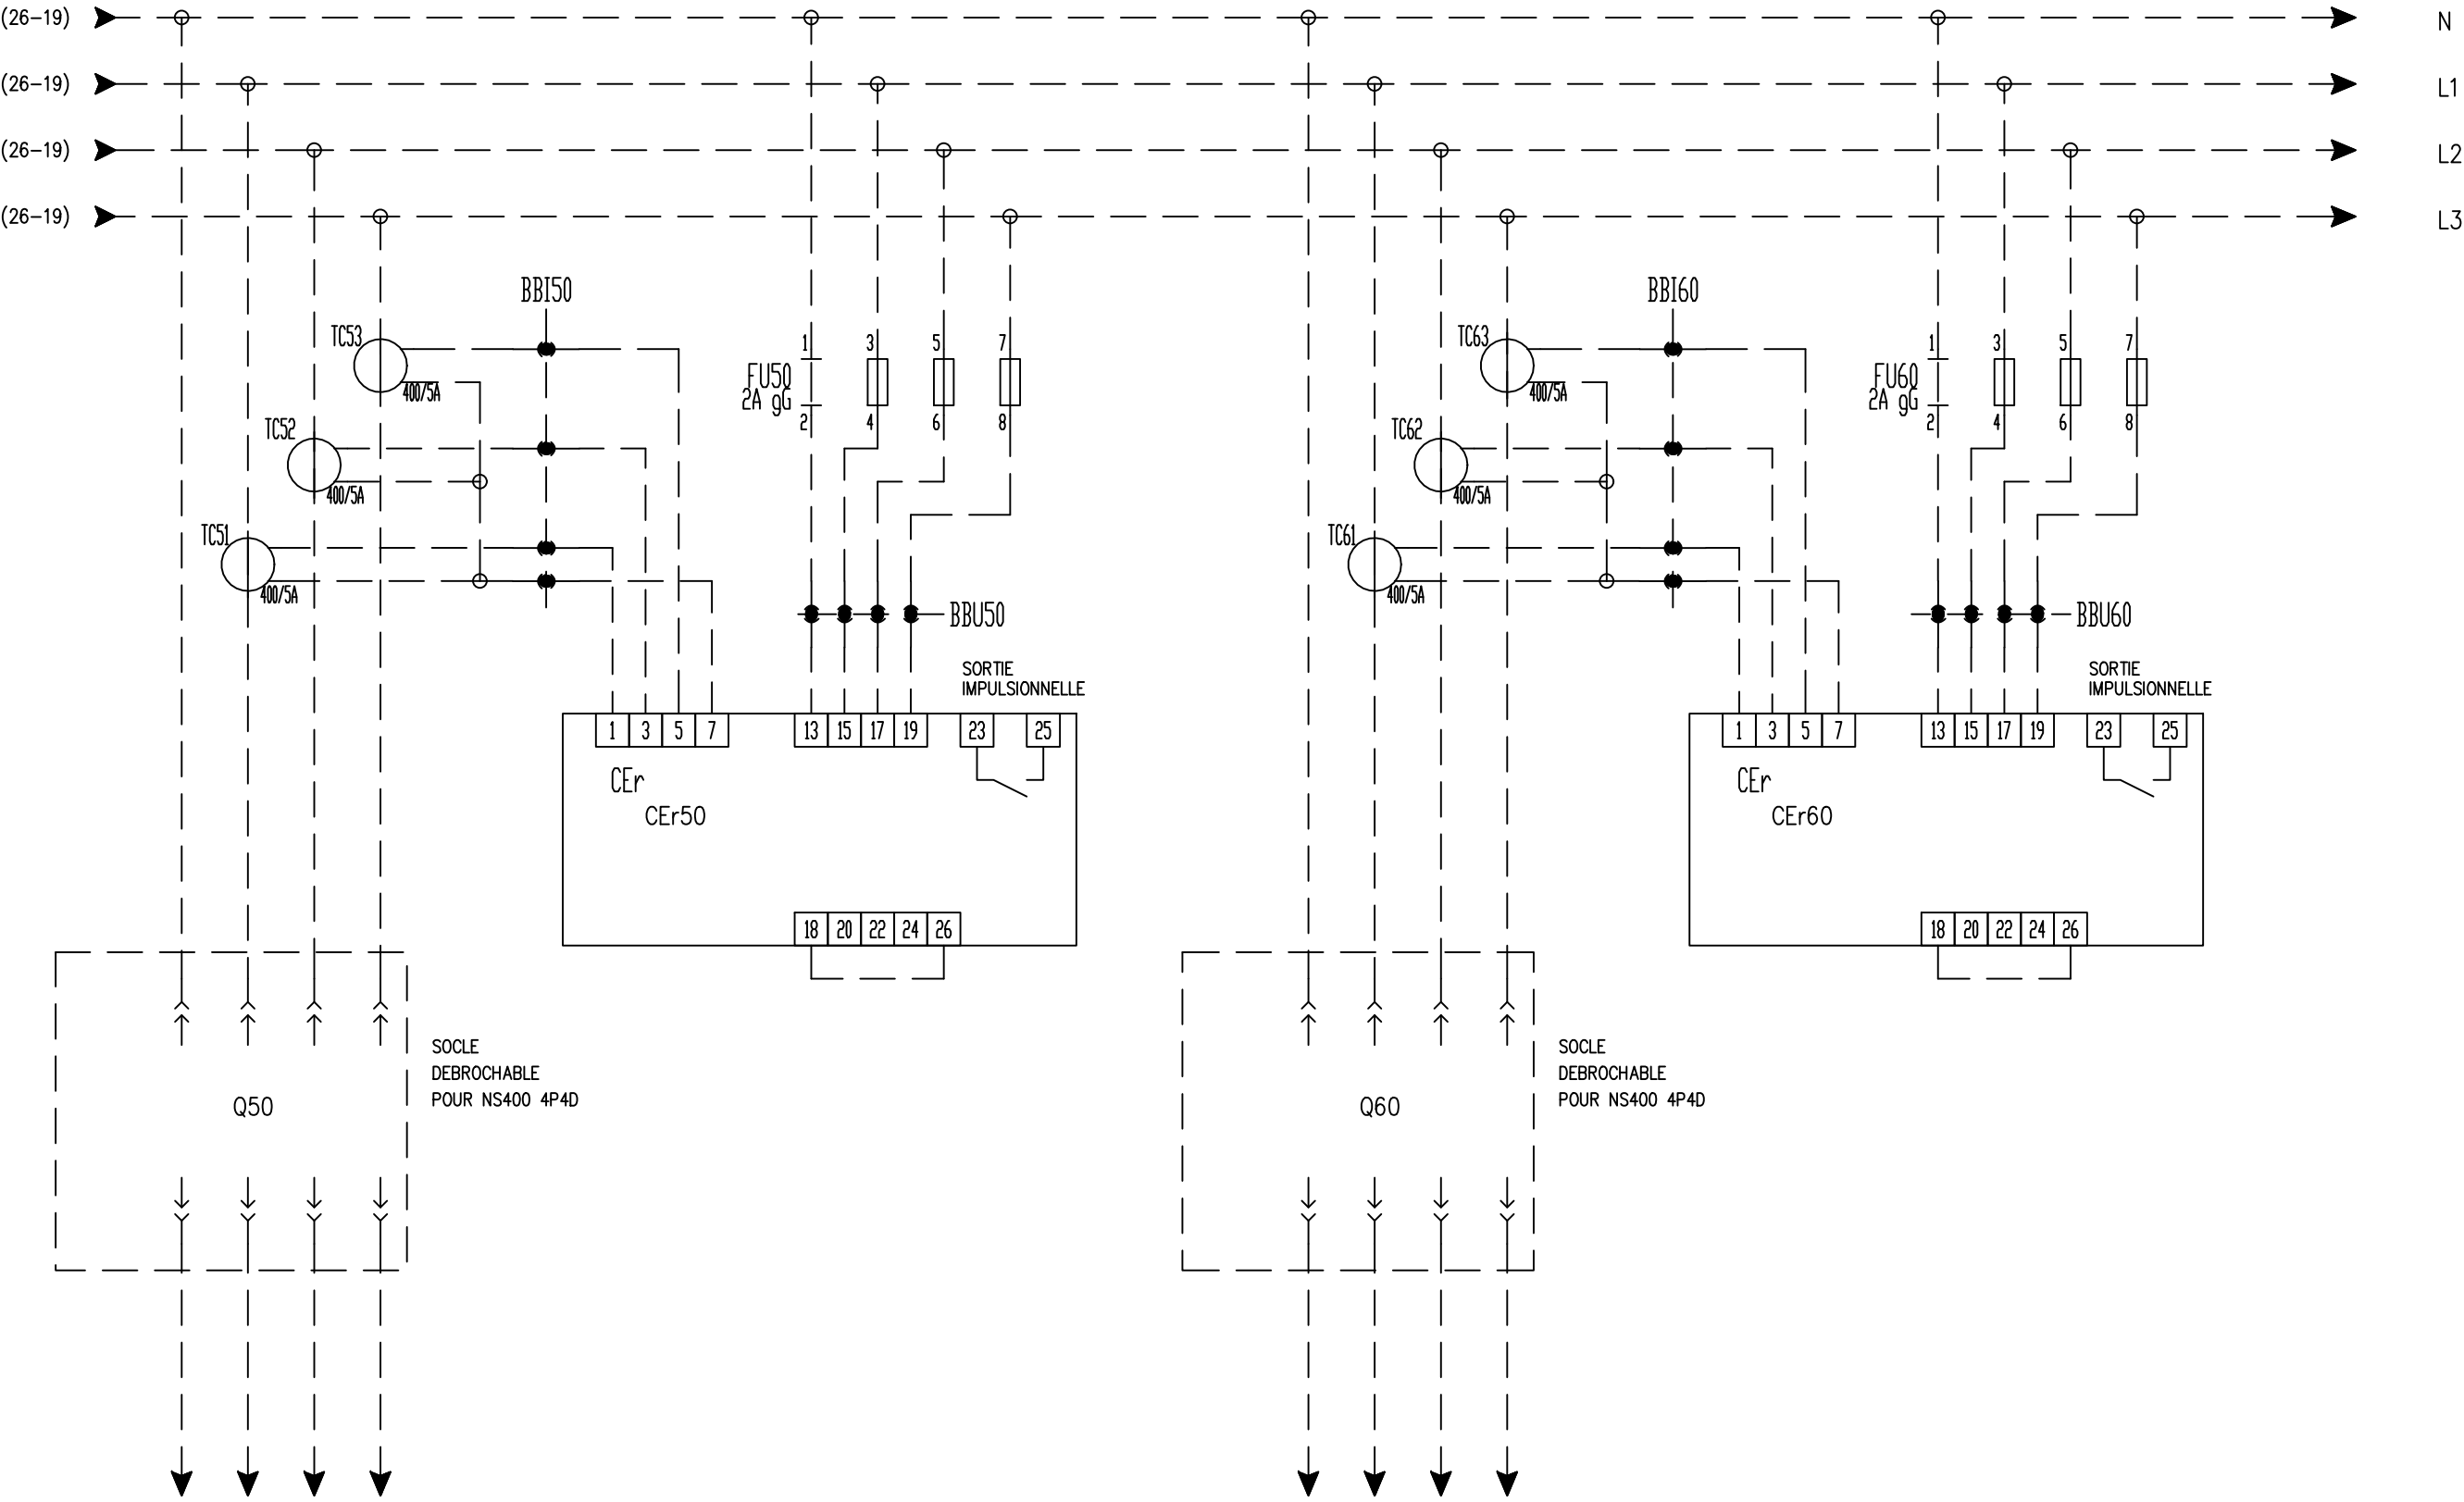 (26-19) N
(26-19) L1
(26-19) L2
(26-19) L3
BBI50
TC53
400/5A
TC52
400/5A
TC51
400/5A
FU50
2A gG
1 3 5 7
2 4 6 8
BBU50
SORTIE
IMPULSIONNELLE
1 3 5 7 13 15 17 19 23 25
CEr
CEr50
18 20 22 24 26
SOCLE
DEBROCHABLE
POUR NS400 4P4D
Q50
BBI60
TC63
400/5A
TC62
400/5A
TC61
400/5A
FU60
2A gG
1 3 5 7
2 4 6 8
BBU60
SORTIE
IMPULSIONNELLE
1 3 5 7 13 15 17 19 23 25
CEr
CEr60
18 20 22 24 26
SOCLE
DEBROCHABLE
POUR NS400 4P4D
Q60